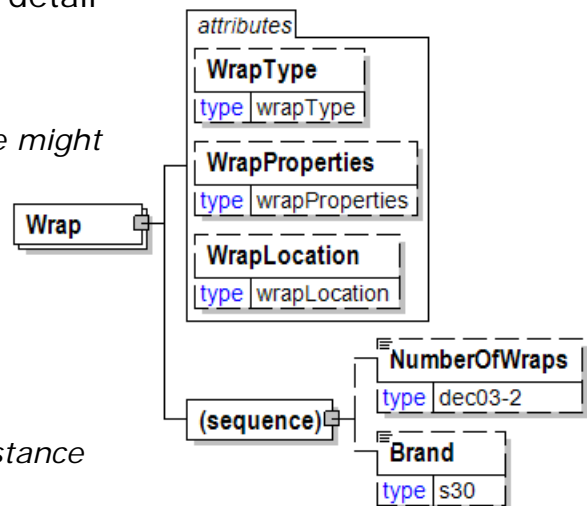 detail
attributes
WrapType
type wrapType
e might
WrapProperties
type wrapProperties
Wrap
WrapLocation
type wrapLocation
NumberOfWraps
type dec03-2
(sequence)
stance
Brand
type s30